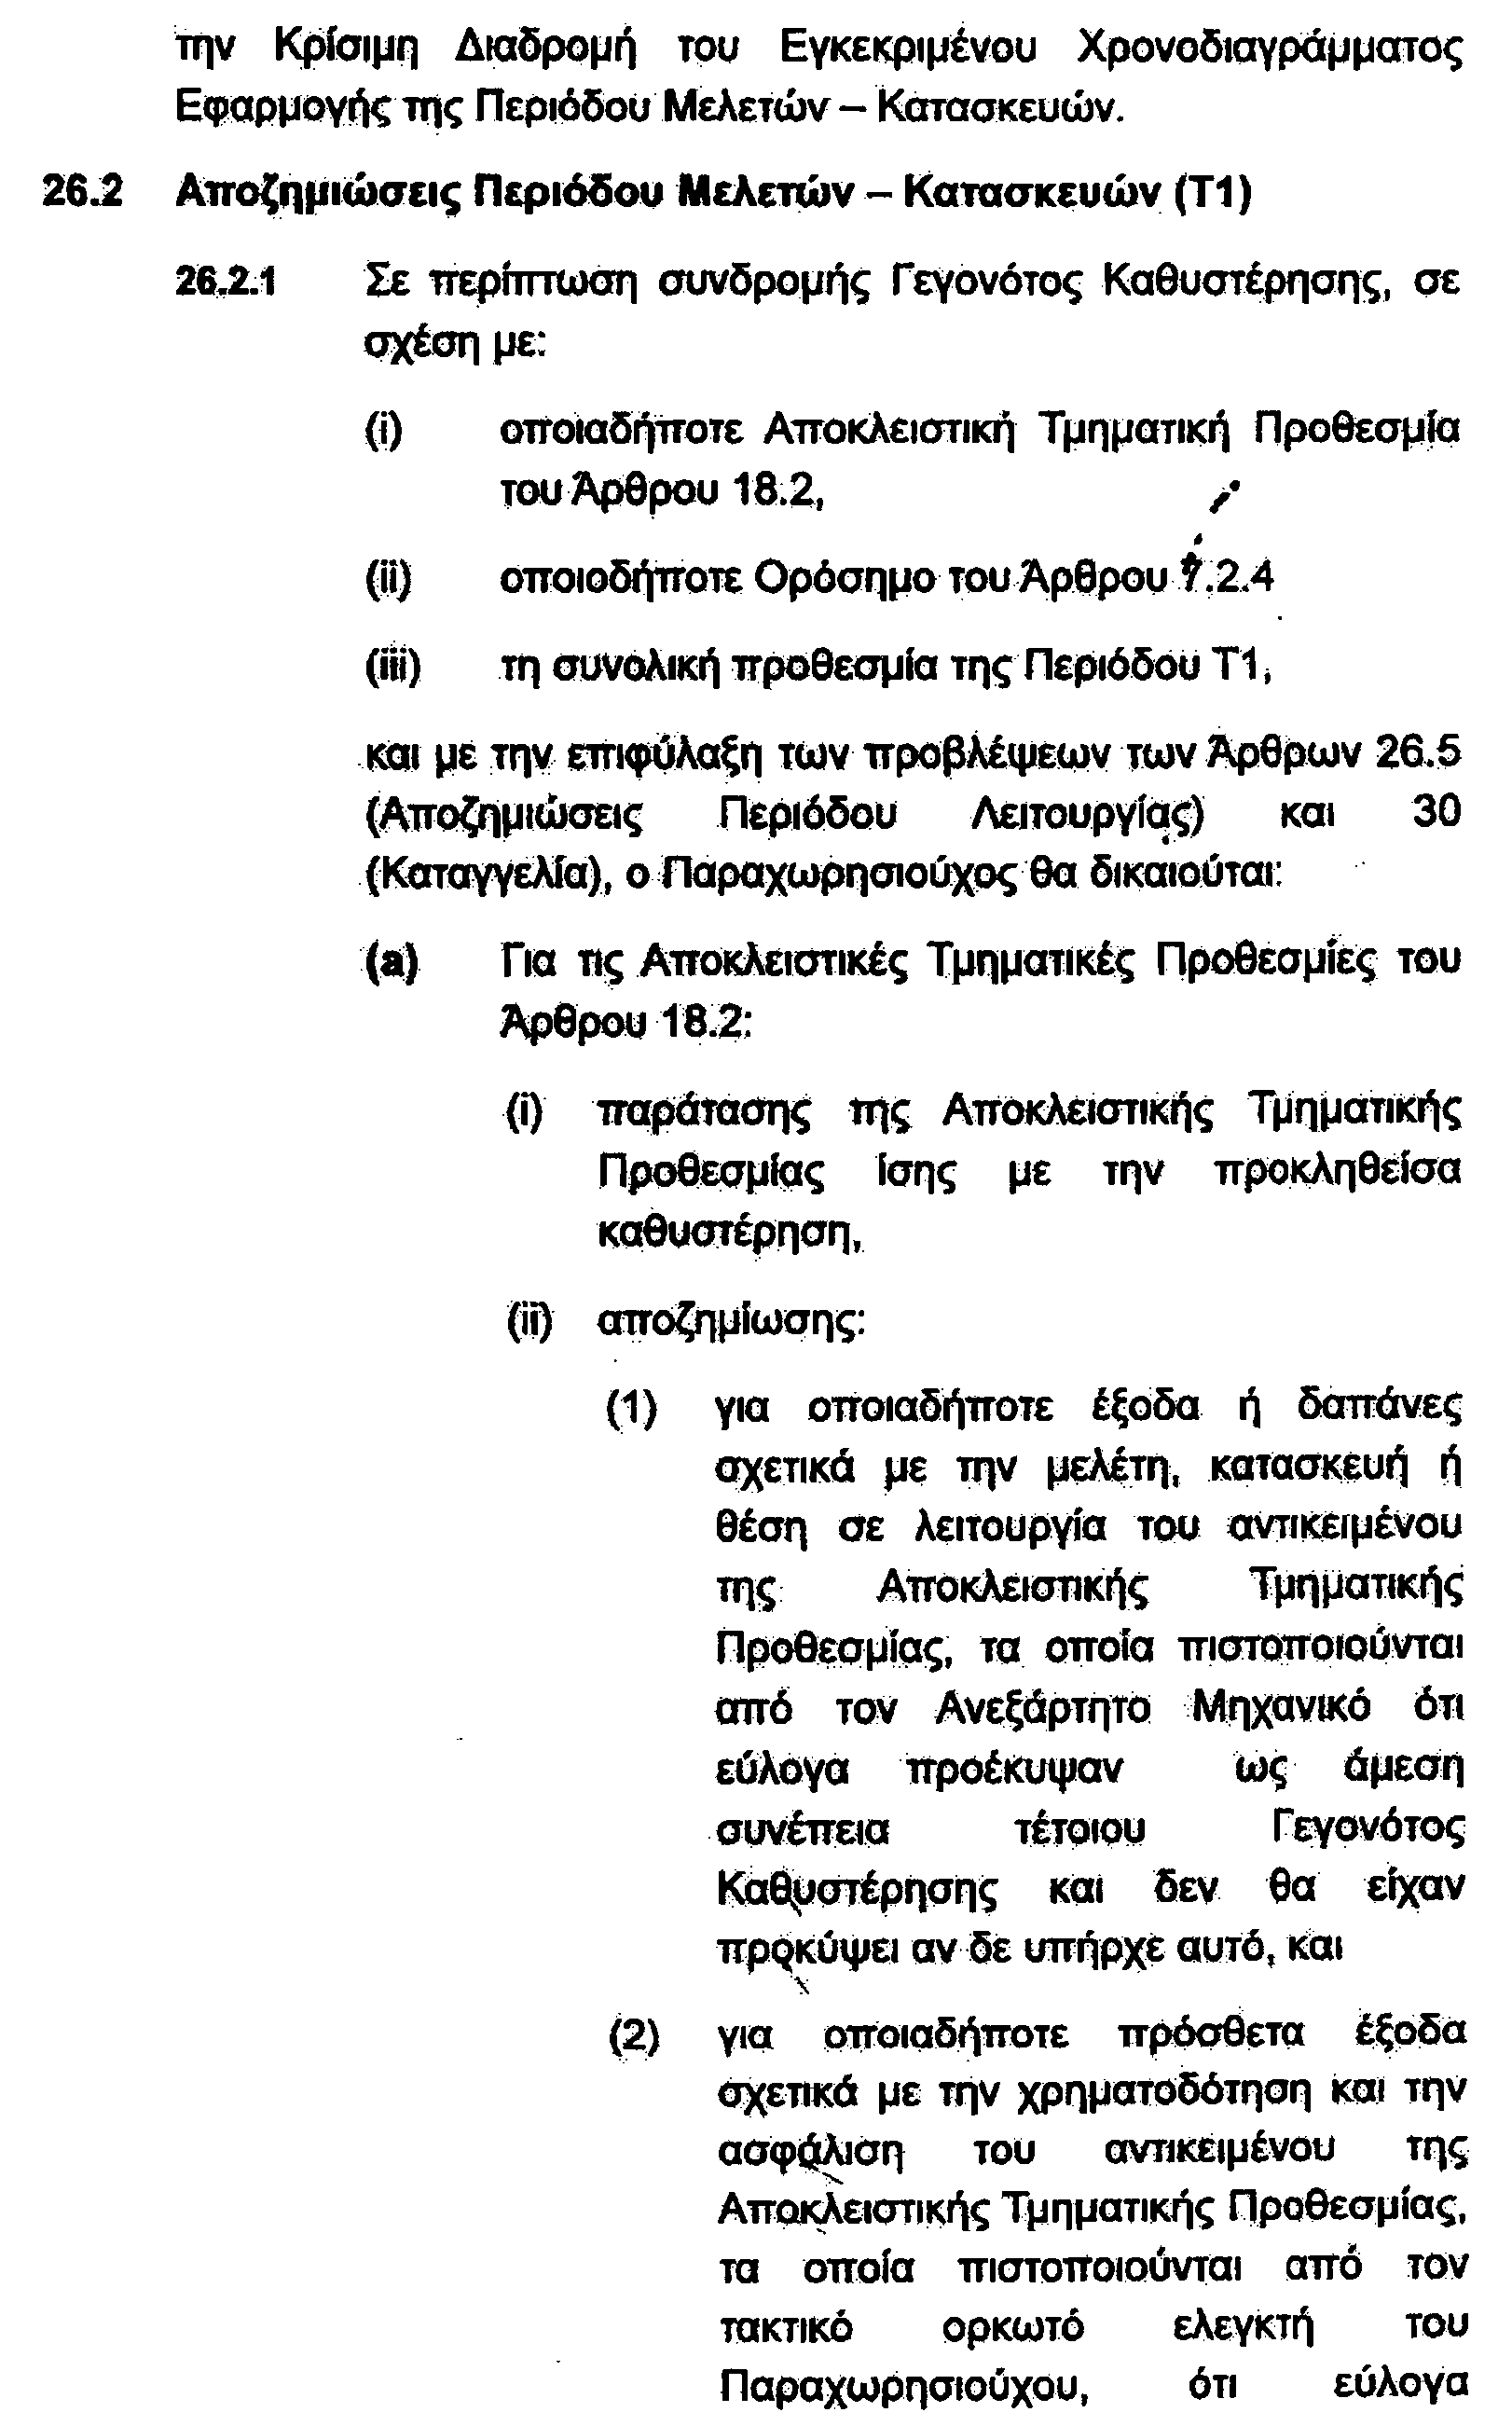 την Κρίσιμη Διαδρομή του Εγκεκριμένου Χρονοδιαγράμματος
Εφαρμογής της Περιόδου Μελετών – Κατασκευών.
26.2 Αποζημιώσεις Περιόδου Μελετών – Κατασκευών (Τ1)
26.2.1 Σε περίπτωση συνδρομής Γεγονότος Καθυστέρησης, σε
σχέση με:
(i) οποιαδήποτε Αποκλειστική Τμηματική Προθεσμία
του Άρθρου 18.2,
(ii) οποιοδήποτε Ορόσημο του Άρθρου 7.2.4
(iii) τη συνολική προθεσμία της Περιόδου Τ1,
και με την επιφύλαξη των προβλέψεων των Άρθρων 26.5
(Αποζημιώσεις Περιόδου Λειτουργίας) και 30
(Καταγγελία), ο Παραχωρησιούχος θα δικαιούται:
(a) Για τις Αποκλειστικές Τμηματικές Προθεσμίες του
Άρθρου 18.2:
(i) παράτασης της Αποκλειστικής Τμηματικής
Προθεσμίας ίσης με την προκληθείσα
καθυστέρηση,
(ii) αποζημίωσης:
(1) για οποιαδήποτε έξοδα ή δαπάνες
σχετικά με την μελέτη, κατασκευή ή
θέση σε λειτουργία του αντικειμένου
της Αποκλειστικής Τμηματικής
Προθεσμίας, τα οποία πιστοποιούνται
από τον Ανεξάρτητο Μηχανικό ότι
εύλογα προέκυψαν ως άμεση
συνέπεια τέτοιου Γεγονότος
Καθυστέρησης και δεν θα είχαν
προκύψει αν δε υπήρχε αυτό, και
(2) για οποιαδήποτε πρόσθετα έξοδα
σχετικά με την χρηματοδότηση και την
ασφάλιση του αντικειμένου της
Αποκλειστικής Τμηματικής Προθεσμίας,
τα οποία πιστοποιούνται από τον
τακτικό ορκωτό ελεγκτή του
Παραχωρησιούχου, ότι εύλογα